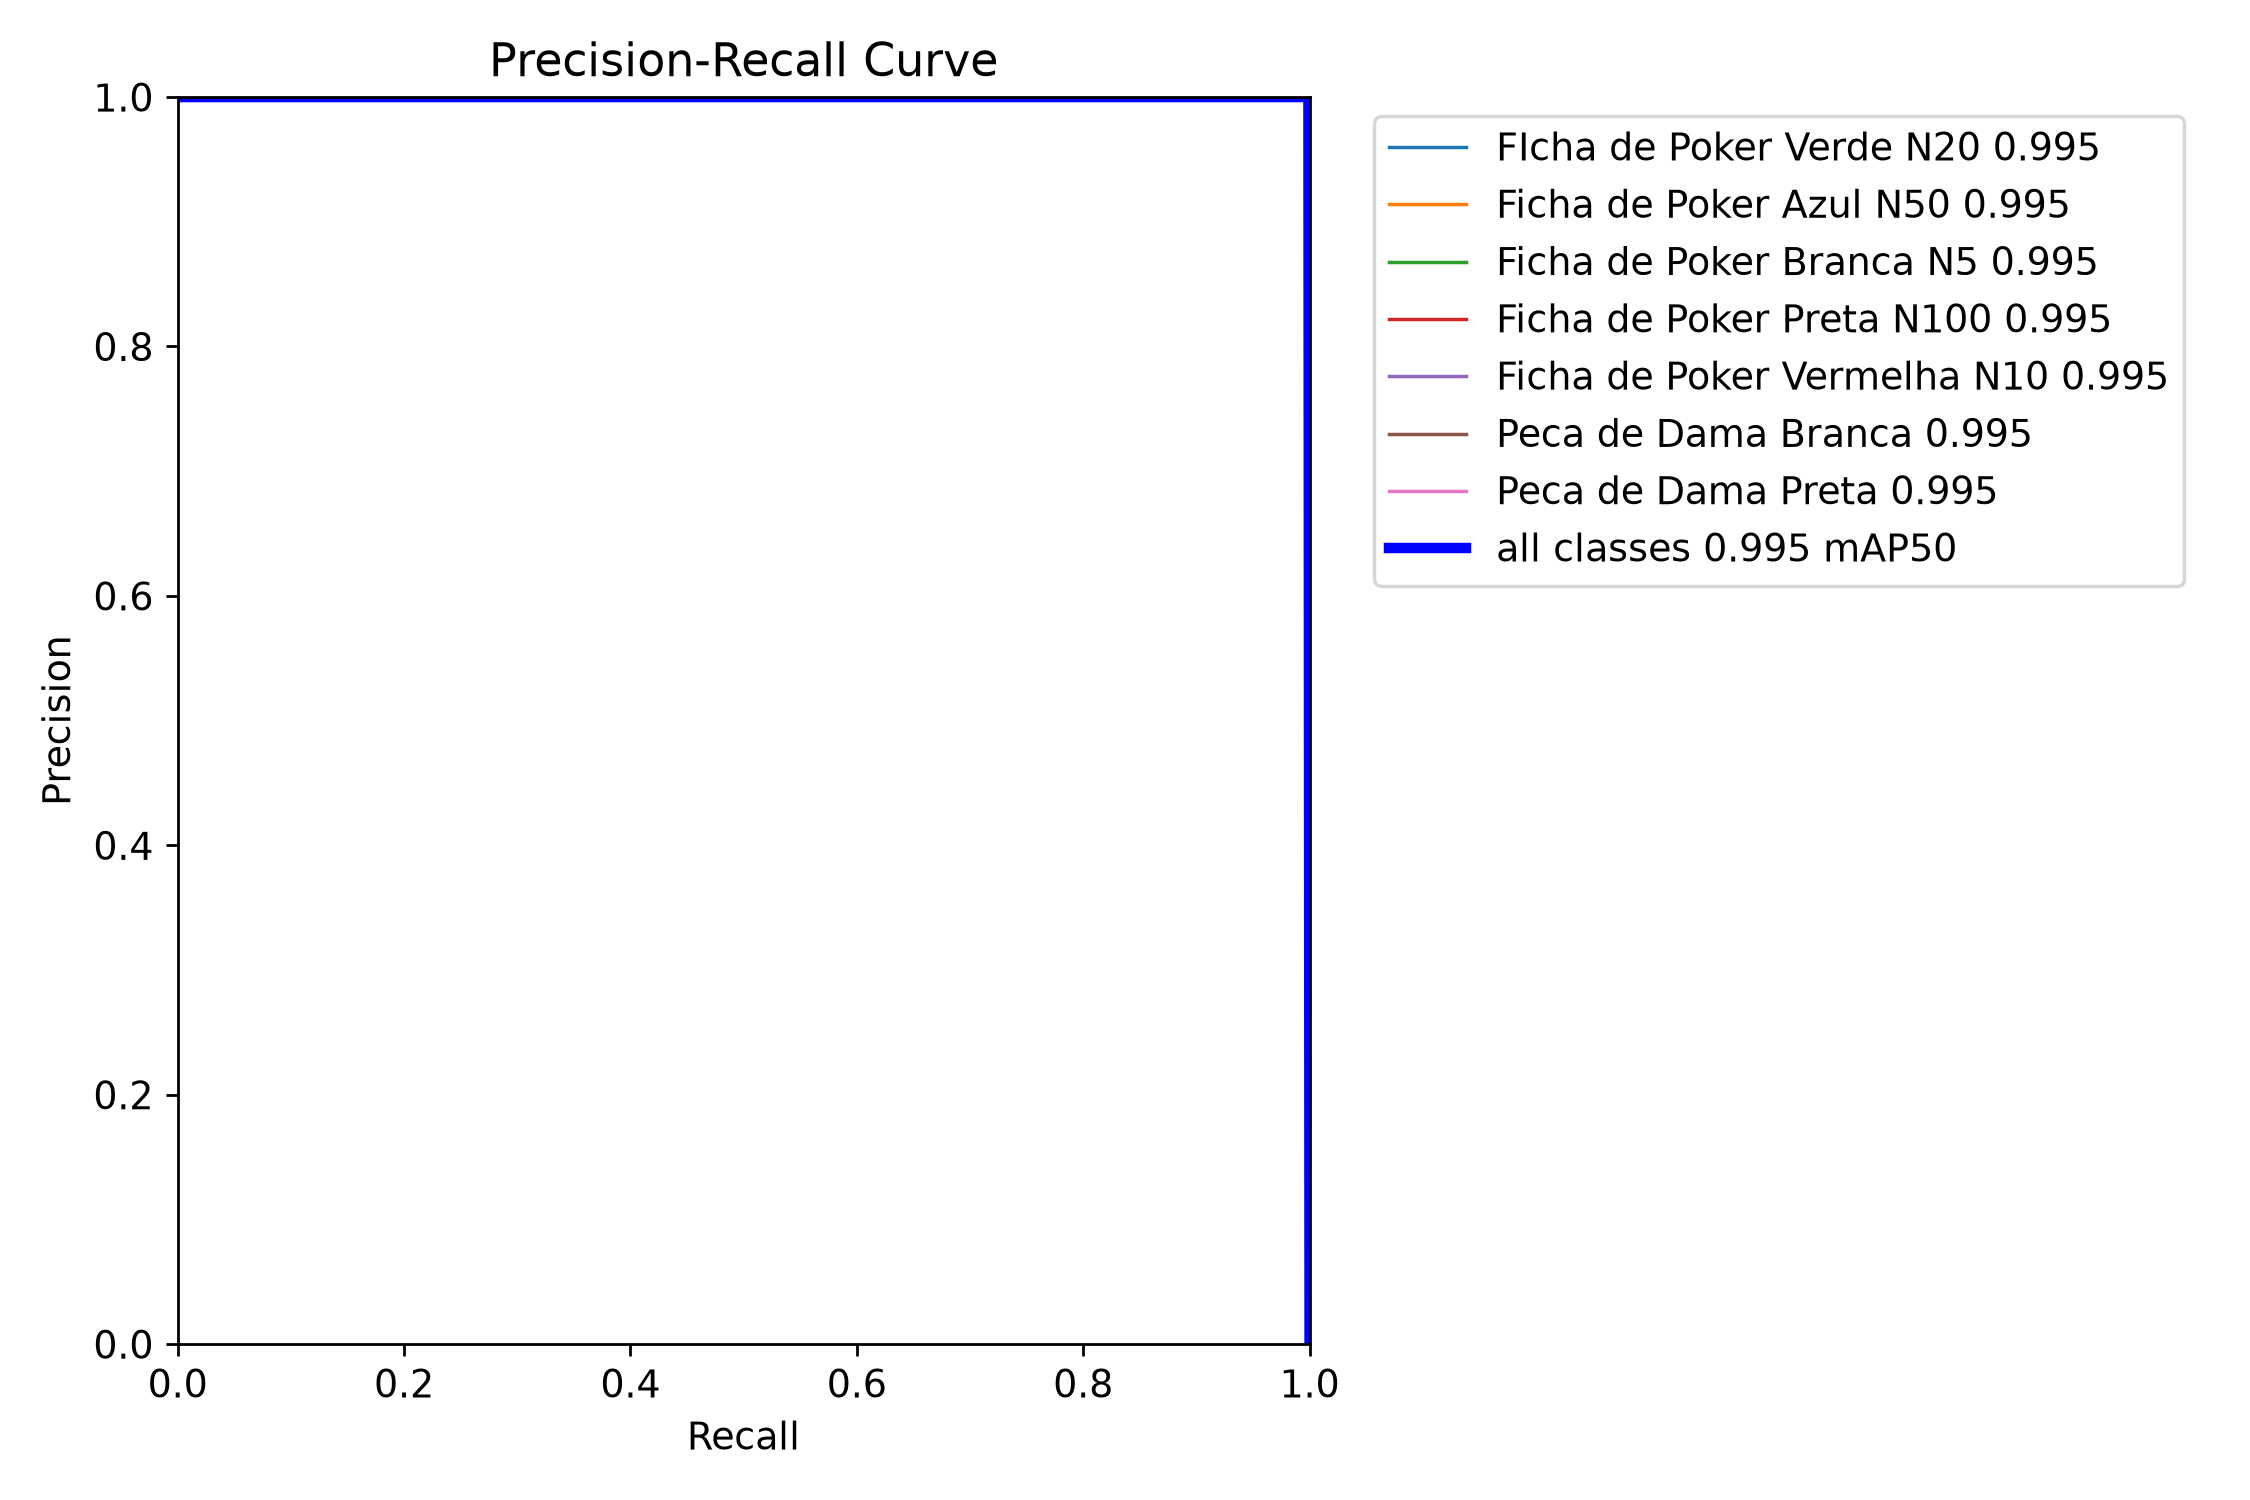 Precision-Recall Curve
1.0
0.8
0.6
0.4
0.2
0.0
Precision
0.0 0.2 0.4 0.6 0.8 1.0
Recall
FIcha de Poker Verde N20 0.995
Ficha de Poker Azul N50 0.995
Ficha de Poker Branca N5 0.995
Ficha de Poker Preta N100 0.995
Ficha de Poker Vermelha N10 0.995
Peca de Dama Branca 0.995
Peca de Dama Preta 0.995
all classes 0.995 mAP50